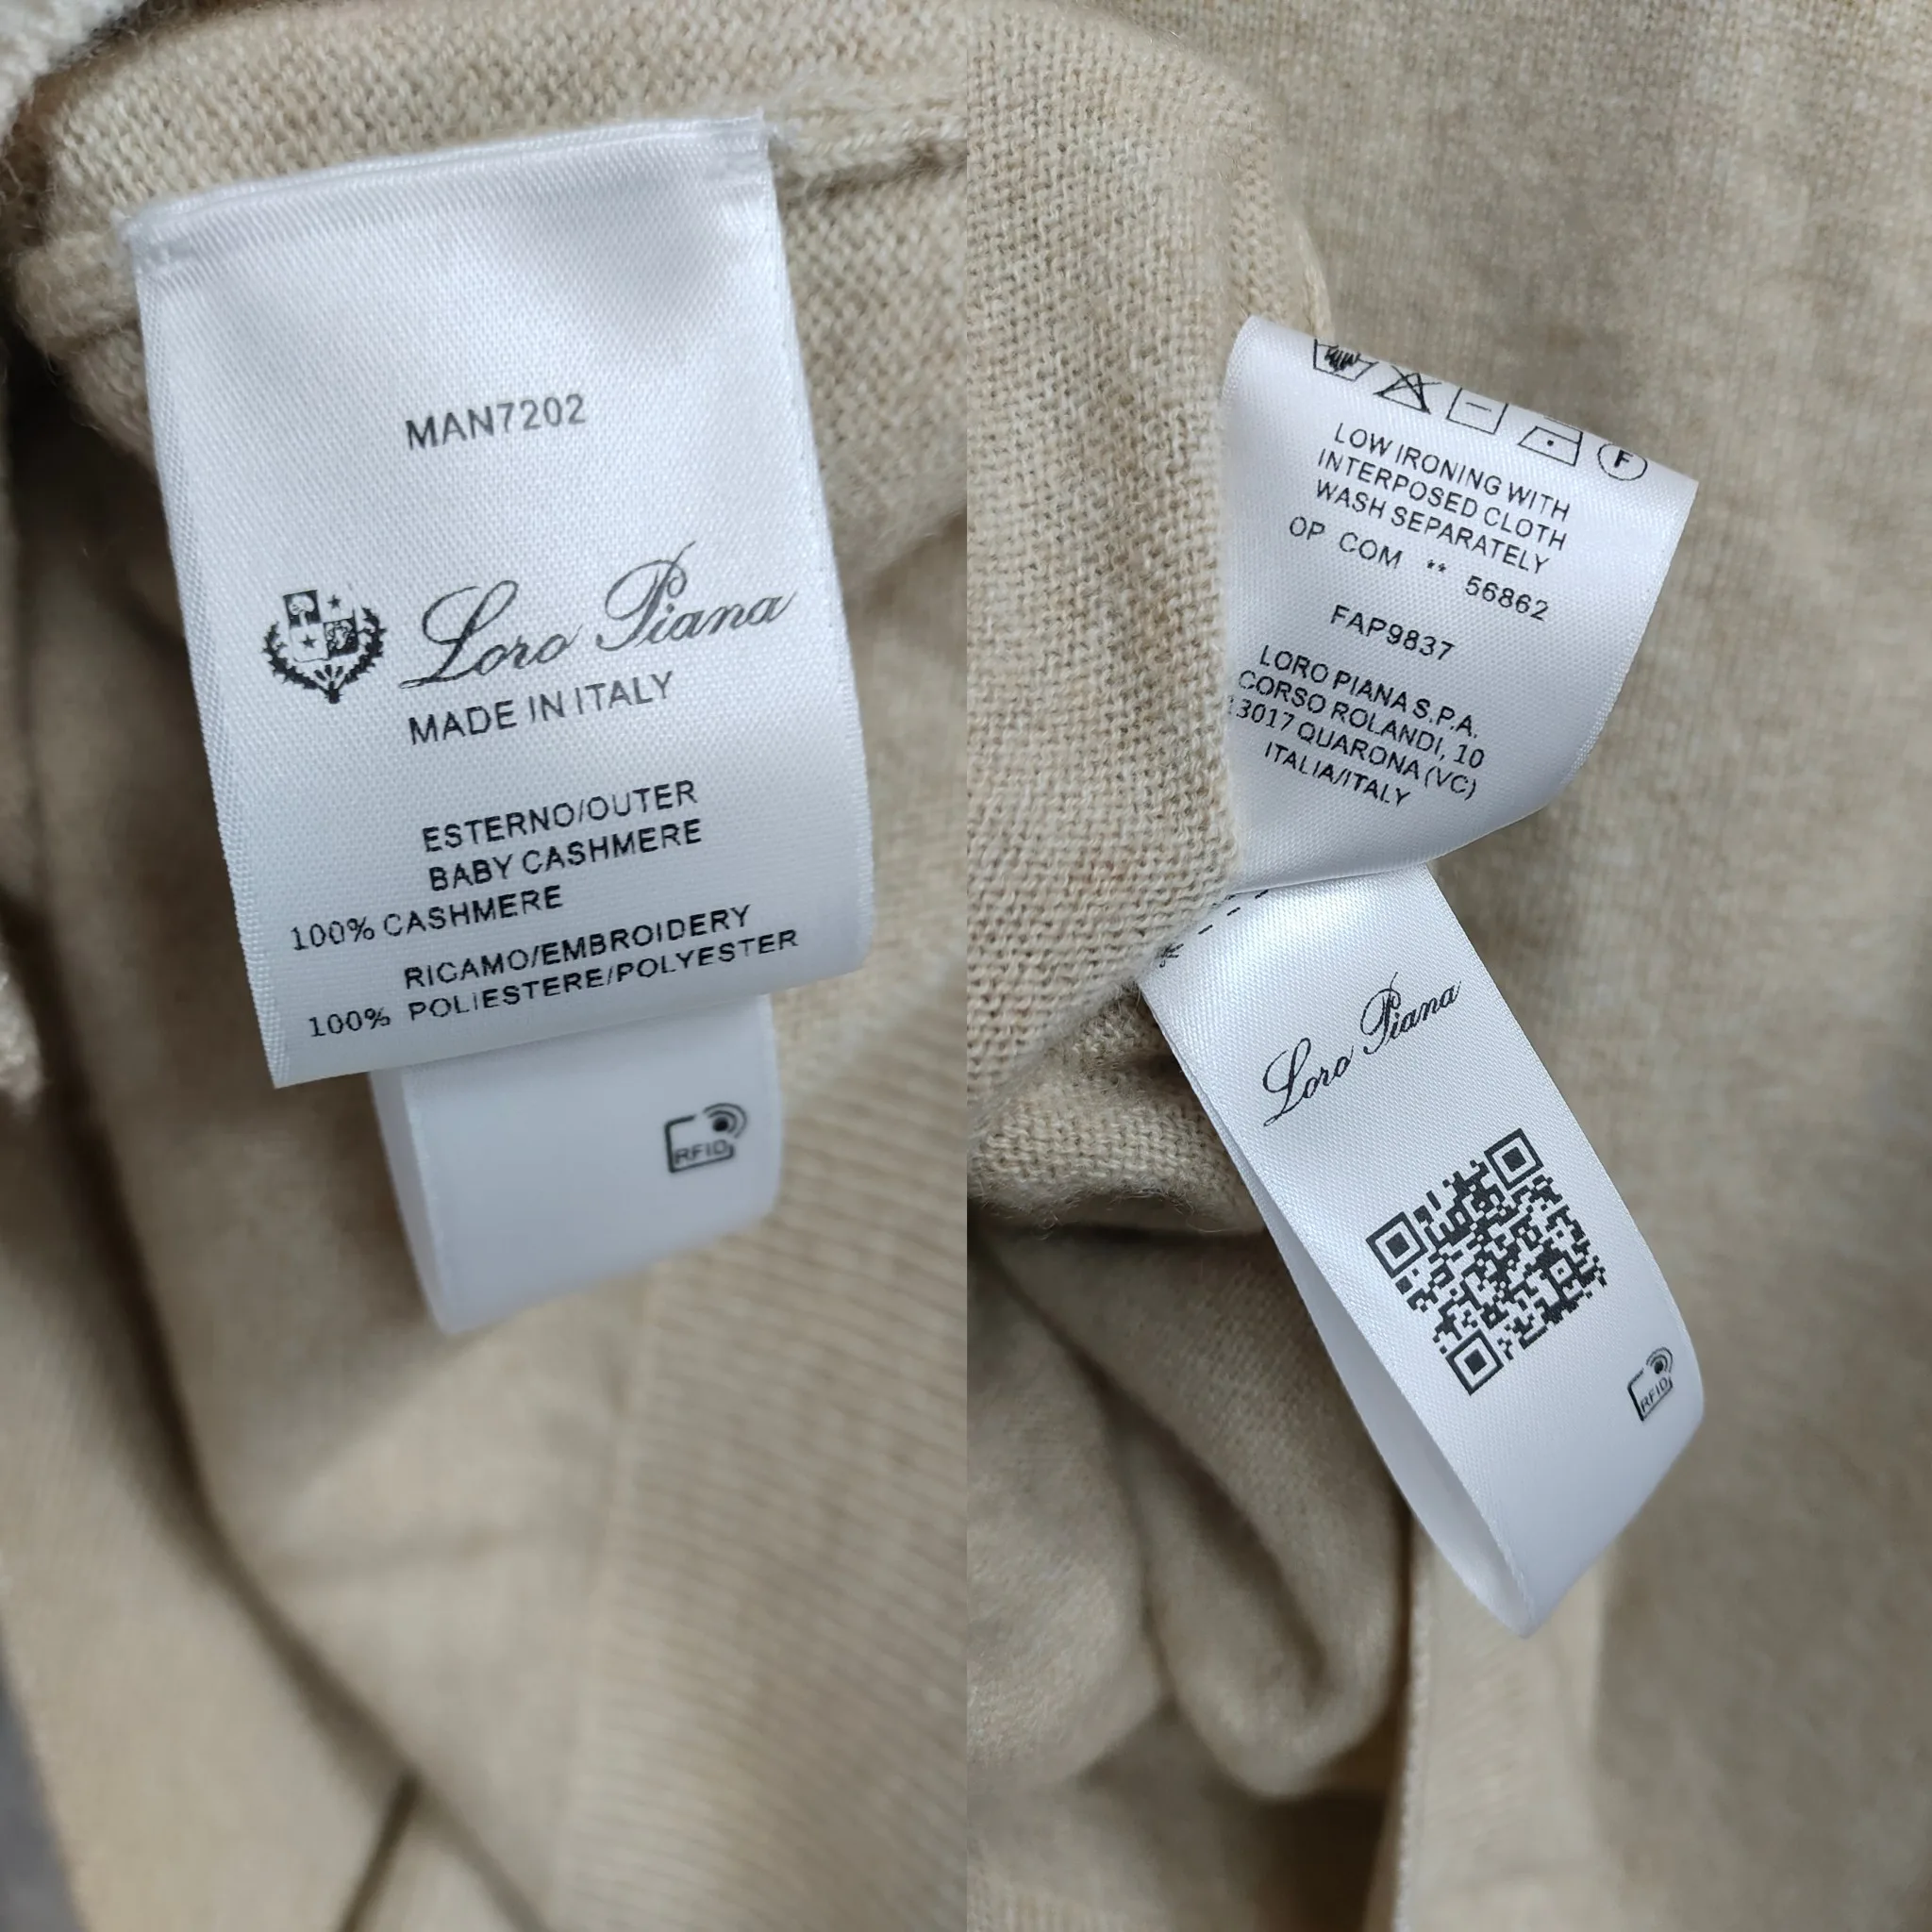 MAN7202
Loro Piana
MADE IN ITALY
ESTERNO/OUTER
BABY CASHMERE
100% CASHMERE
RICAMO/EMBROIDERY
100% POLIESTERE/POLYESTER
RFID
F
LOW IRONING WITH
INTERPOSED CLOTH
WASH SEPARATELY
OP COM ** 56862
FAP9837
LORO PIANA S.P.A.
CORSO ROLANDI, 10
13017 QUARONA (VC)
ITALIA/ITALY
Loro Piana
RFID